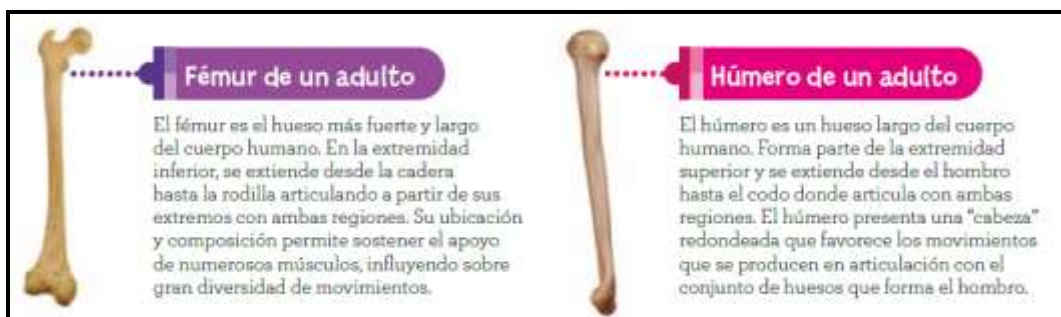 Fémur de un adulto
El fémur es el hueso más fuerte y largo
del cuerpo humano. En la extremidad
inferior, se extiende desde la cadera
hasta la rodilla articulando a partir de sus
extremos con ambas regiones. Su ubicación
y composición permite sostener el apoyo
de numerosos músculos, influyendo sobre
gran diversidad de movimientos.
Húmero de un adulto
El húmero es un hueso largo del cuerpo
humano. Forma parte de la extremidad
superior y se extiende desde el hombro
hasta el codo donde articula con ambas
regiones. El húmero presenta una "cabeza"
redondeada que favorece los movimientos
que se producen en articulación con el
conjunto de huesos que forma el hombro.